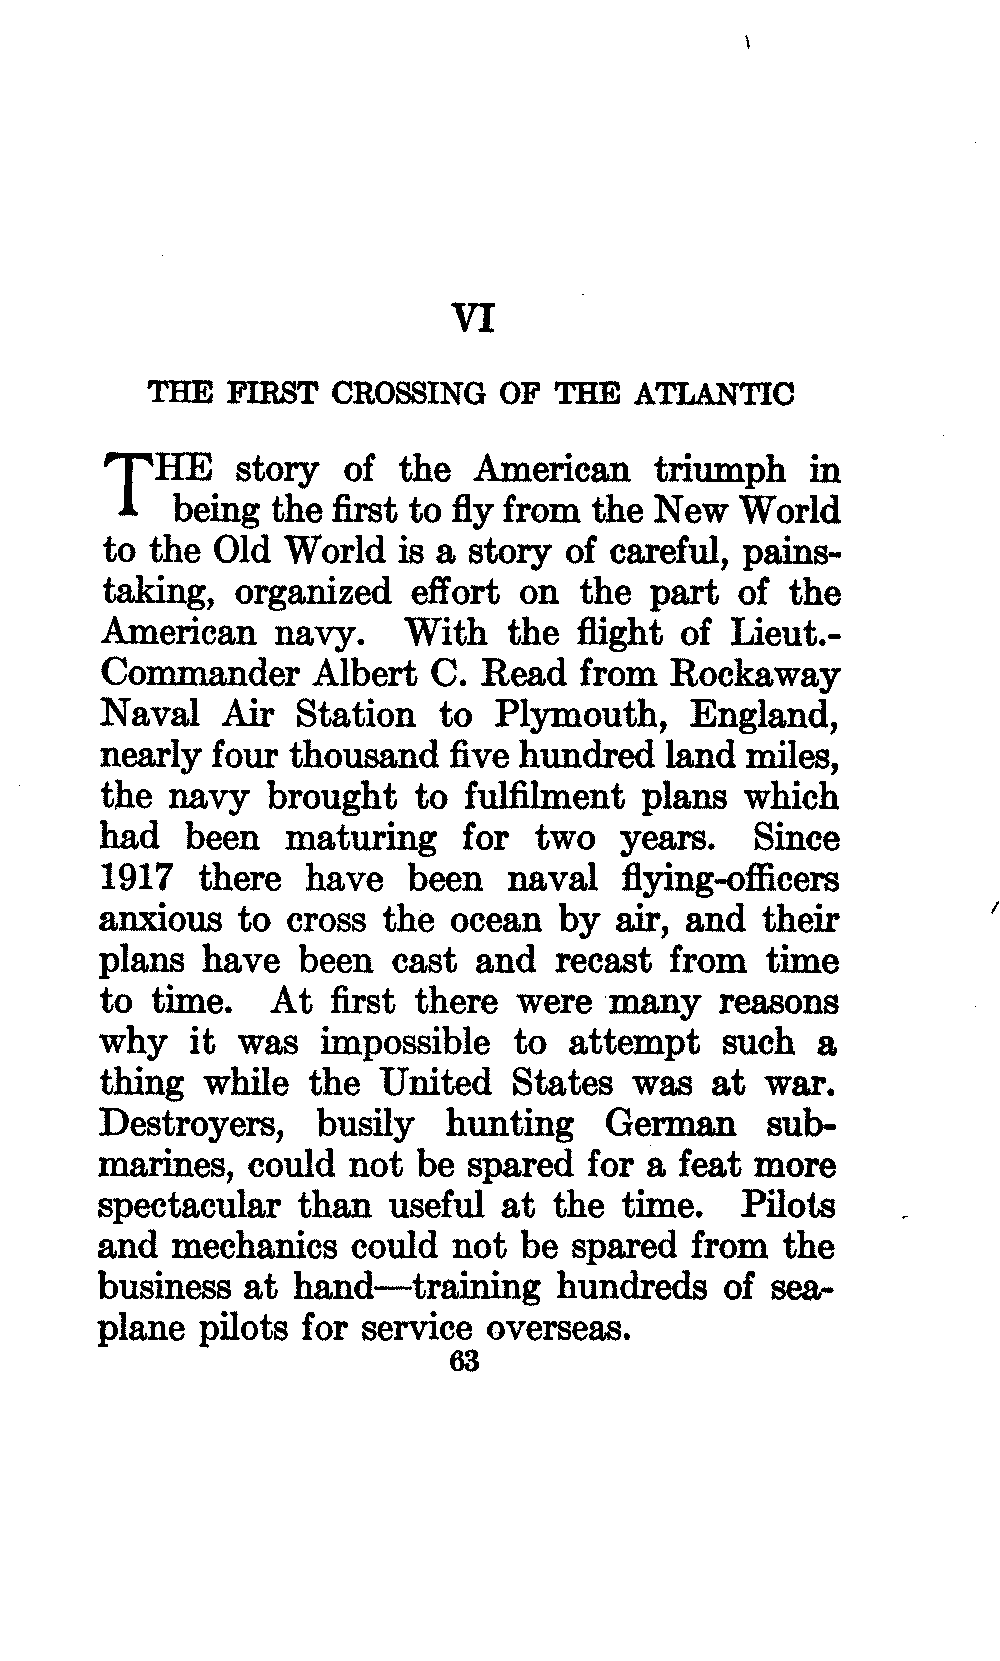 VI
THE FIRST CROSSING OF THE ATLANTIC
THE story of the American triumph in
being the first to fly from the New World
to the Old World is a story of careful, pains-
taking, organized effort on the part of the
American navy. With the flight of Lieut.-
Commander Albert C. Read from Rockaway
Naval Air Station to Plymouth, England,
nearly four thousand five hundred land miles,
the navy brought to fulfilment plans which
had been maturing for two years. Since
1917 there have been naval flying-officers
anxious to cross the ocean by air, and their
plans have been cast and recast from time
to time. At first there were many reasons
why it was impossible to attempt such a
thing while the United States was at war.
Destroyers, busily hunting German sub-
marines, could not be spared for a feat more
spectacular than useful at the time. Pilots
and mechanics could not be spared from the
business at hand—training hundreds of sea-
plane pilots for service overseas.
63